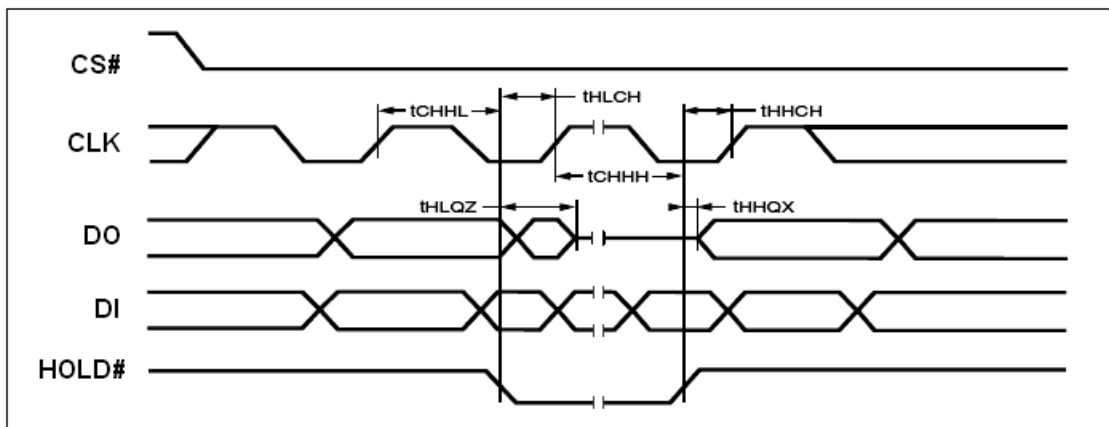 CS#
tHLCH
tCHHL
tHHCH
CLK
tCHHH
tHLQZ
tHHQX
DO
DI
HOLD#